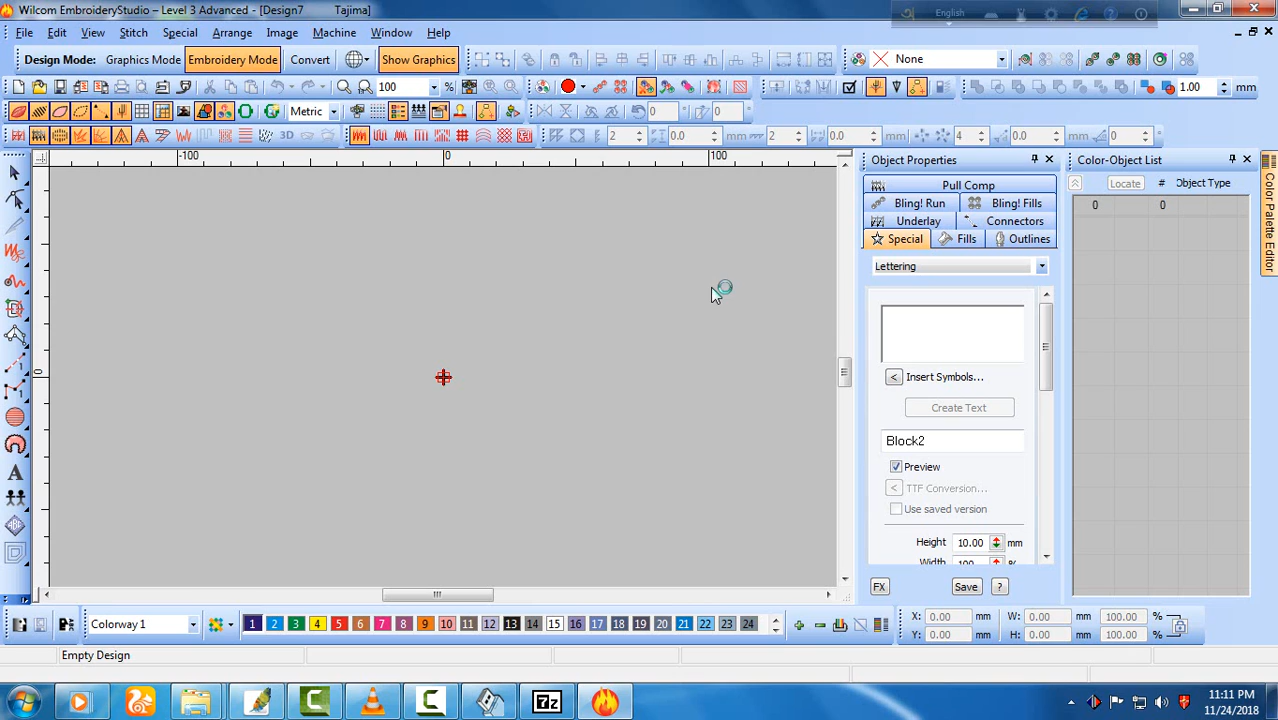 Wilcom EmbroideryStudio – Level 3 Advanced - [Design7 Tajima]
English
File Edit View Stitch Special Arrange Image Machine Window Help
Design Mode: Graphics Mode Embroidery Mode Convert Show Graphics None
100 % 1.00 mm
Metric 0 0
2 0.0 mm 2 0.0 mm 4 0.0 mm 0
-100 0 100
0
Object Properties
Pull Comp
Bling! Run Bling! Fills
Underlay Connectors
Special Fills Outlines
Lettering
Insert Symbols...
Create Text
Block2
Preview
TTF Conversion...
Use saved version
Height 10.00 mm
Width 100 %
FX Save ?
Color-Object List
Locate # Object Type
0 0
Color Palette Editor
Colorway 1 1 2 3 4 5 6 7 8 9 10 11 12 13 14 15 16 17 18 19 20 21 22 23 24
X: 0.00 mm W: 0.00 mm 100.00 %
Y: 0.00 mm H: 0.00 mm 100.00 %
Empty Design
11:11 PM
11/24/2018